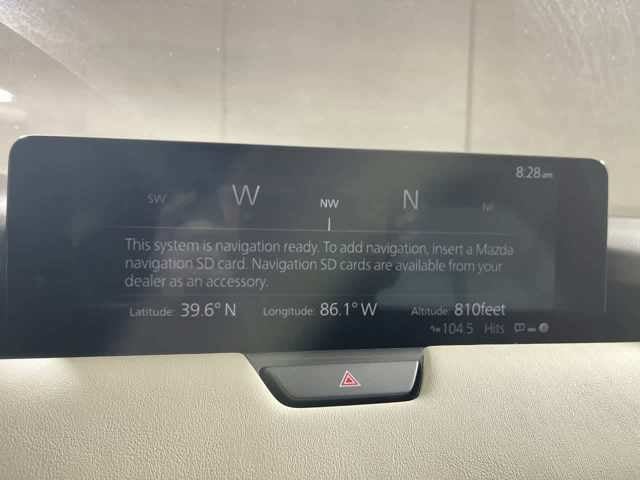 8:28am
SW W NW N NE
This system is navigation ready. To add navigation, insert a Mazda
navigation SD card. Navigation SD cards are available from your
dealer as an accessory.
Latitude: 39.6° N Longitude: 86.1° W Altitude: 810feet
104.5 Hits